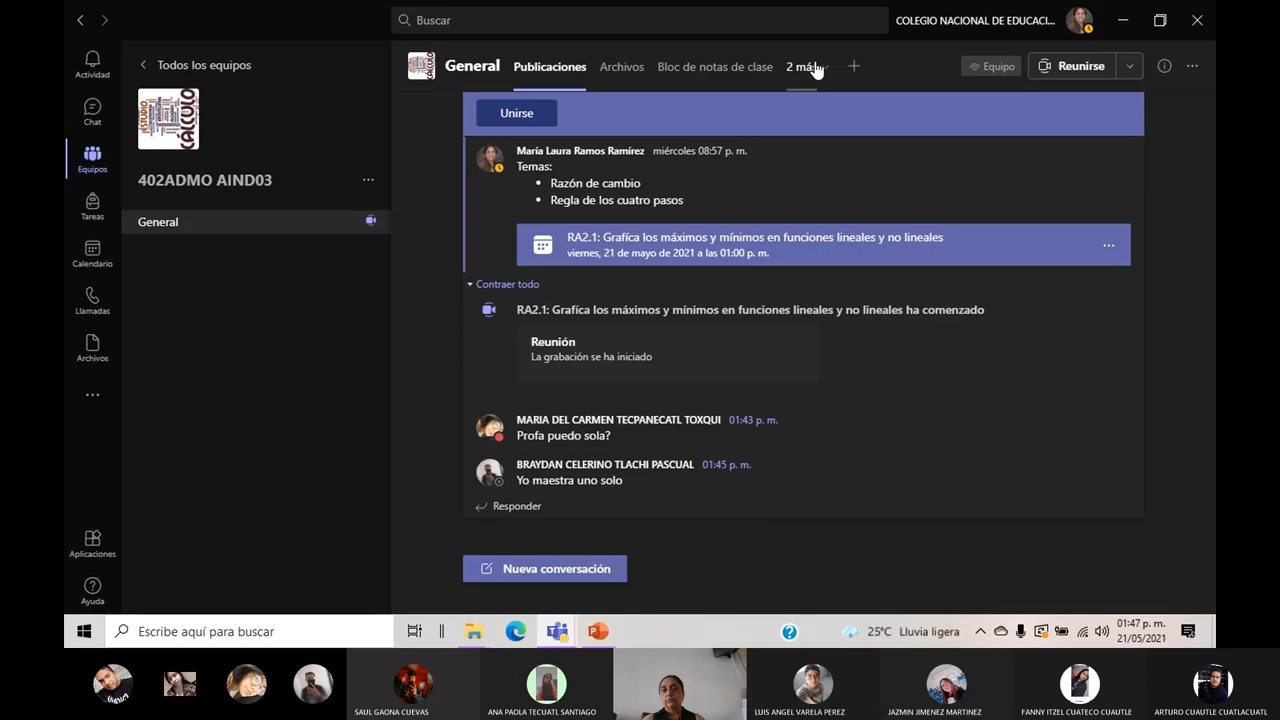 Buscar
COLEGIO NACIONAL DE EDUCACI...
Actividad
Chat
Equipos
Tareas
Calendario
Llamadas
Archivos
Aplicaciones
Ayuda
Todos los equipos
ESTUDIO
CÁLCULO
402ADMO AIND03
General
General
Publicaciones
Archivos
Bloc de notas de clase
2 más
Equipo
Reunirse
Unirse
María Laura Ramos Ramírez miércoles 08:57 p. m.
Temas:
• Razón de cambio
• Regla de los cuatro pasos
RA2.1: Grafíca los máximos y mínimos en funciones lineales y no lineales
viernes, 21 de mayo de 2021 a las 01:00 p. m.
Contraer todo
RA2.1: Grafíca los máximos y mínimos en funciones lineales y no lineales ha comenzado
Reunión
La grabación se ha iniciado
MARIA DEL CARMEN TECPANECATL TOXQUI 01:43 p. m.
Profa puedo sola?
BRAYDAN CELERINO TLACHI PASCUAL 01:45 p. m.
Yo maestra uno solo
Responder
Nueva conversación
Escribe aquí para buscar
25°C Lluvia ligera
01:47 p. m.
21/05/2021
SAUL GAONA CUEVAS
ANA PAOLA TECUATL SANTIAGO
LUIS ANGEL VARELA PEREZ
JAZMIN JIMENEZ MARTINEZ
FANNY ITZEL CUATECO CUAUTLE
ARTURO CUAUTLE CUATLACUATL